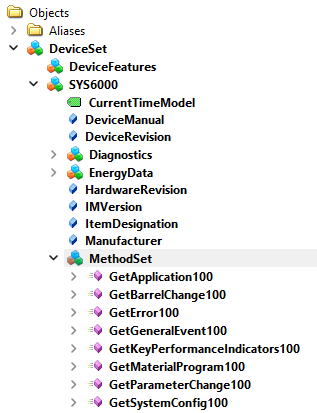 Objects
Aliases
DeviceSet
DeviceFeatures
SYS6000
CurrentTimeModel
DeviceManual
DeviceRevision
Diagnostics
EnergyData
HardwareRevision
IMVersion
ItemDesignation
Manufacturer
MethodSet
GetApplication100
GetBarrelChange100
GetError100
GetGeneralEvent100
GetKeyPerformanceIndicators100
GetMaterialProgram100
GetParameterChange100
GetSystemConfig100